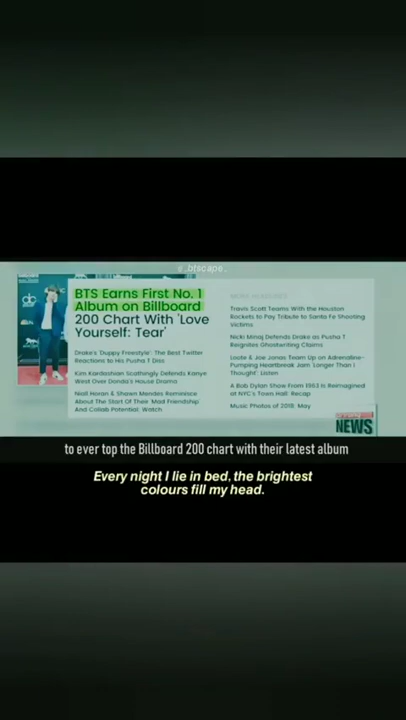 @_btscape_
BTS Earns First No. 1
Album on Billboard
200 Chart With 'Love
Yourself: Tear'
Drake's 'Duppy Freestyle': The Best Twitter
Reactions to His Pusha T Diss
Kim Kardashian Scathingly Defends Kanye
West Over Donda's House Drama
Niall Horan & Shawn Mendes Reminisce
About The Start Of Their 'Mad Friendship'
And Collab Potential: Watch
MORE HEADLINES
Travis Scott Teams With the Houston
Rockets to Pay Tribute to Santa Fe Shooting
Victims
Nicki Minaj Defends Drake as Pusha T
Reignites Ghostwriting Claims
Loote & Joe Jonas Team Up on Adrenaline-
Pumping Heartbreak Jam 'Longer Than I
Thought': Listen
A Bob Dylan Show From 1963 is Reimagined
at NYC's Town Hall: Recap
Music Photos of 2018: May
NEWS
to ever top the Billboard 200 chart with their latest album
Every night I lie in bed, the brightest
colours fill my head.